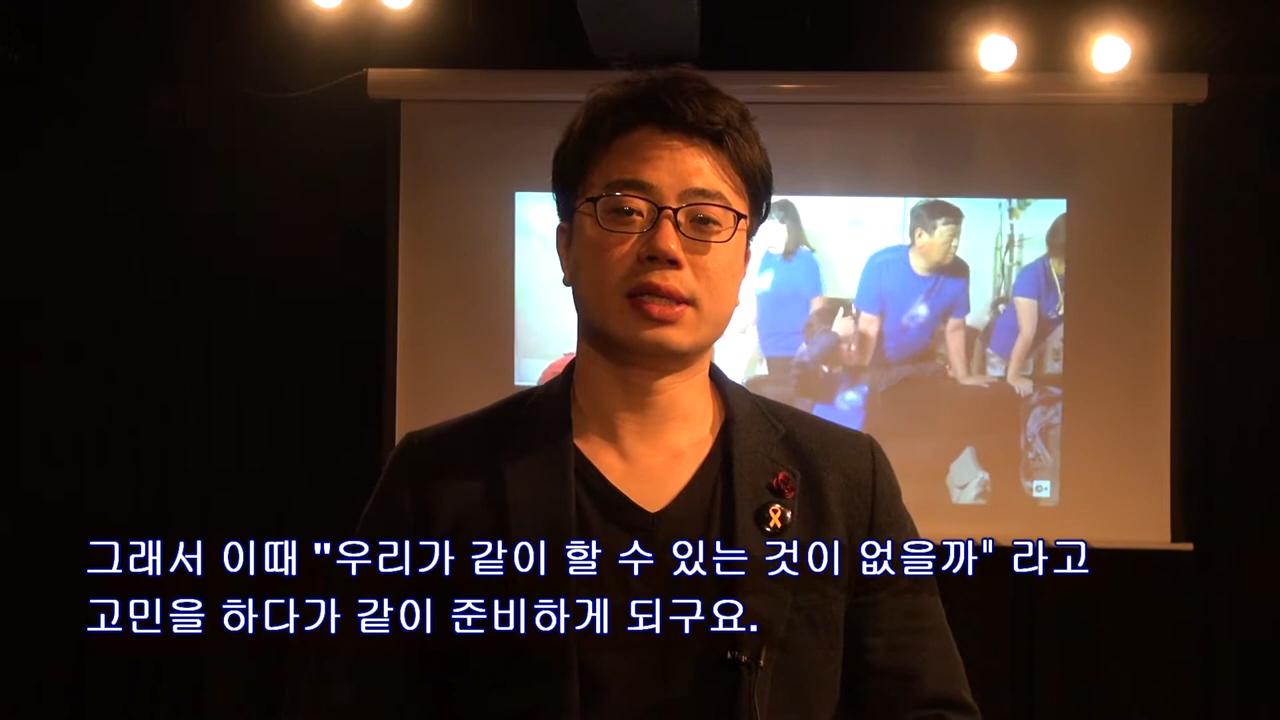 그래서 이때 "우리가 같이 할 수 있는 것이 없을까" 라고
고민을 하다가 같이 준비하게 되구요.